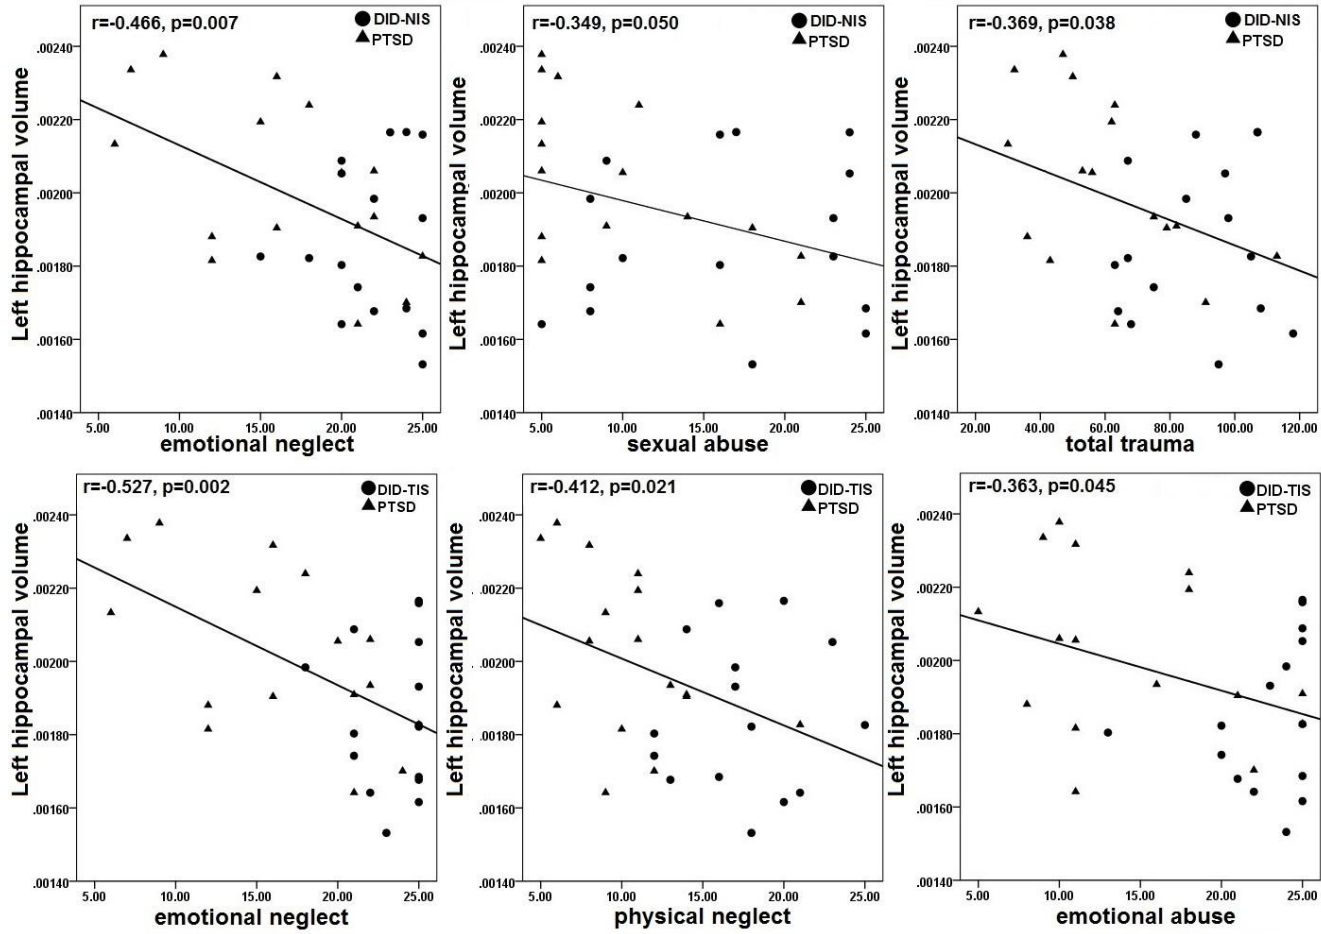 r=-0.466, p=0.007
DID-NIS
PTSD
Left hippocampal volume
.00240
.00220
.00200
.00180
.00160
.00140
5.00 10.00 15.00 20.00 25.00
emotional neglect
r=-0.349, p=0.050
DID-NIS
PTSD
Left hippocampal volume
.00240
.00220
.00200
.00180
.00160
.00140
5.00 10.00 15.00 20.00 25.00
sexual abuse
r=-0.369, p=0.038
DID-NIS
PTSD
Left hippocampal volume
.00240
.00220
.00200
.00180
.00160
.00140
20.00 40.00 60.00 80.00 100.00 120.00
total trauma
r=-0.527, p=0.002
DID-TIS
PTSD
Left hippocampal volume
.00240
.00220
.00200
.00180
.00160
.00140
5.00 10.00 15.00 20.00 25.00
emotional neglect
r=-0.412, p=0.021
DID-TIS
PTSD
Left hippocampal volume
.00240
.00220
.00200
.00180
.00160
.00140
5.00 10.00 15.00 20.00 25.00
physical neglect
r=-0.363, p=0.045
DID-TIS
PTSD
Left hippocampal volume
.00240
.00220
.00200
.00180
.00160
.00140
5.00 10.00 15.00 20.00 25.00
emotional abuse